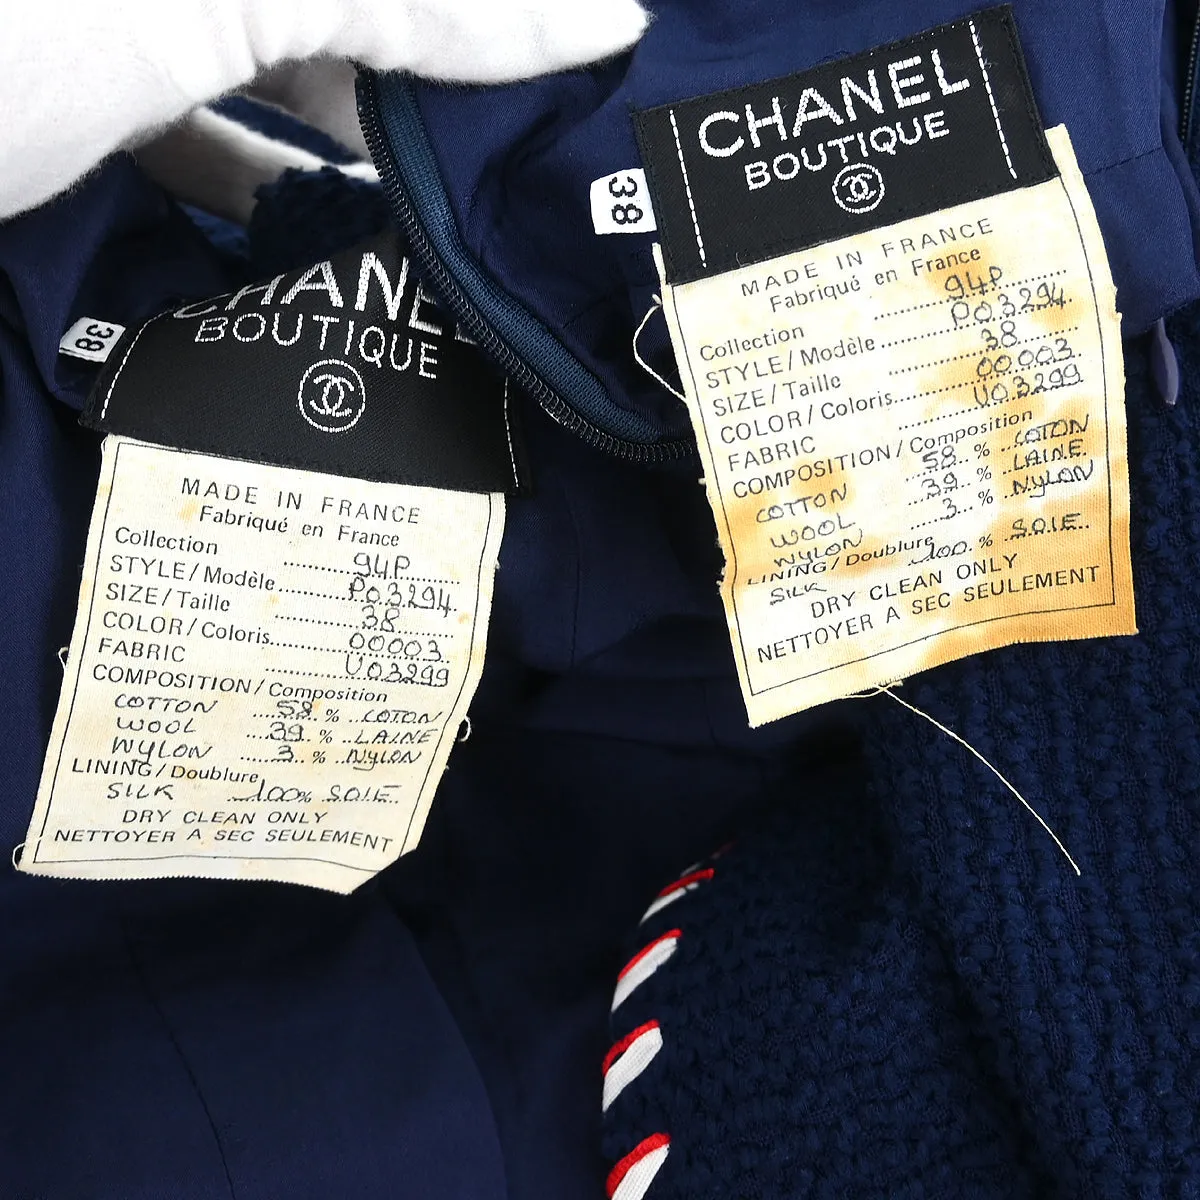 CHANEL
BOUTIQUE
38
MADE IN FRANCE
Fabriqué en France
Collection 94P
STYLE/Modèle P03294
SIZE/Taille 38
COLOR/Coloris 00003
FABRIC U03299
COMPOSITION/Composition
COTTON 58 % COTON
WOOL 39 % LAINE
NYLON 3 % NYLON
LINING/Doublure
SILK 100% SOIE
DRY CLEAN ONLY
NETTOYER A SEC SEULEMENT
CHANEL
BOUTIQUE
38
MADE IN FRANCE
Fabriqué en France
Collection 94P
STYLE/Modèle P03294
SIZE/Taille 38
COLOR/Coloris 00003
FABRIC U03299
COMPOSITION/Composition
COTTON 58 % COTON
WOOL 39 % LAINE
NYLON 3 % NYLON
LINING/Doublure
SILK 100 % SOIE
DRY CLEAN ONLY
NETTOYER A SEC SEULEMENT